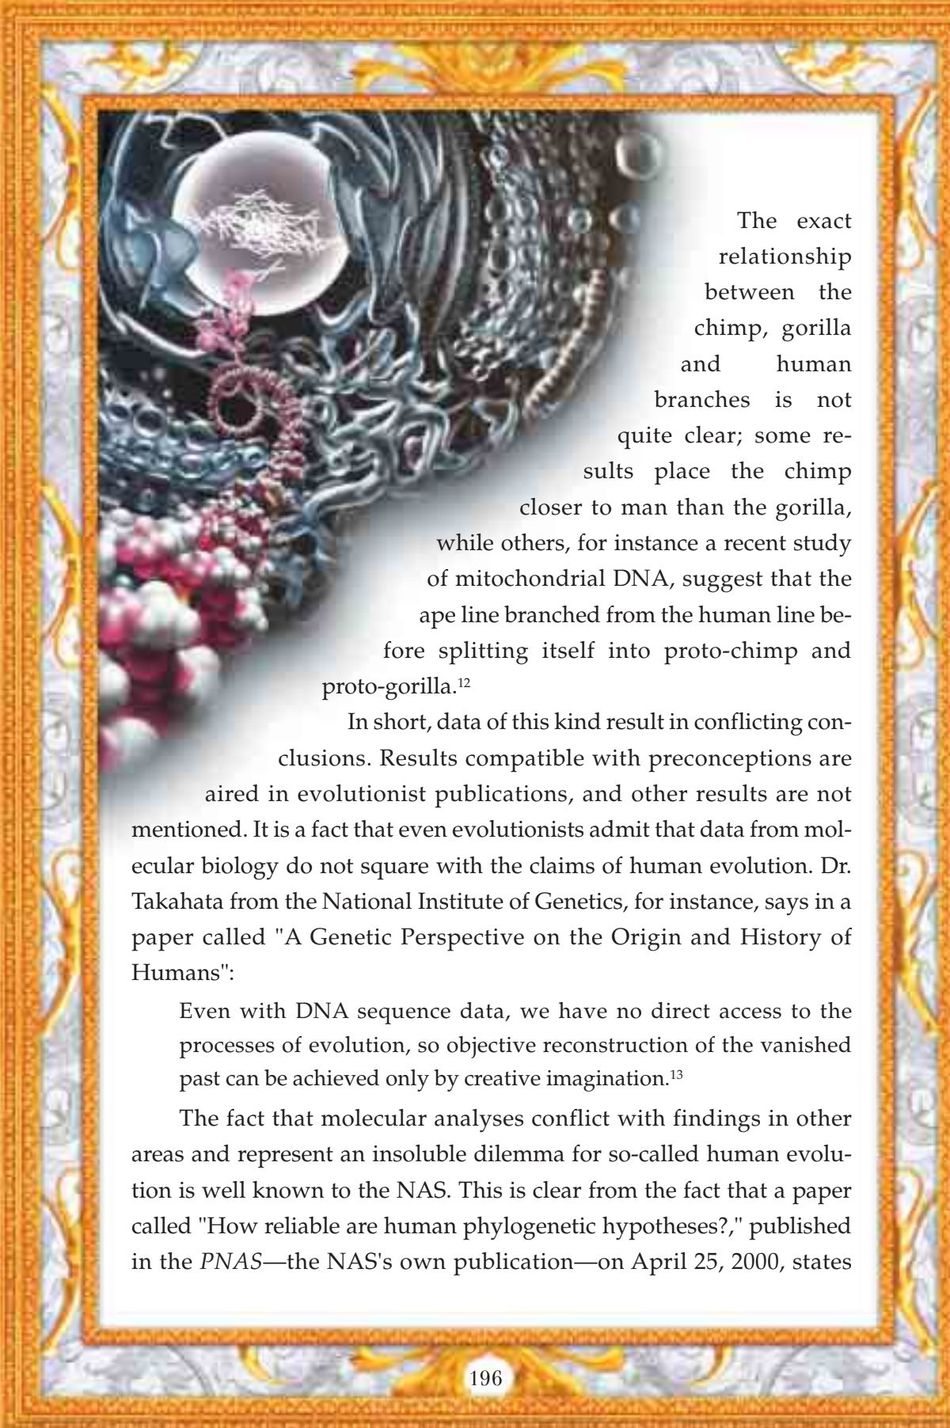 The exact
relationship
between the
chimp, gorilla
and human
branches is not
quite clear; some re-
sults place the chimp
closer to man than the gorilla,
while others, for instance a recent study
of mitochondrial DNA, suggest that the
ape line branched from the human line be-
fore splitting itself into proto-chimp and
proto-gorilla.¹²
In short, data of this kind result in conflicting con-
clusions. Results compatible with preconceptions are
aired in evolutionist publications, and other results are not
mentioned. It is a fact that even evolutionists admit that data from mol-
ecular biology do not square with the claims of human evolution. Dr.
Takahata from the National Institute of Genetics, for instance, says in a
paper called "A Genetic Perspective on the Origin and History of
Humans":
Even with DNA sequence data, we have no direct access to the
processes of evolution, so objective reconstruction of the vanished
past can be achieved only by creative imagination.¹³
The fact that molecular analyses conflict with findings in other
areas and represent an insoluble dilemma for so-called human evolu-
tion is well known to the NAS. This is clear from the fact that a paper
called "How reliable are human phylogenetic hypotheses?," published
in the PNAS—the NAS's own publication—on April 25, 2000, states
196